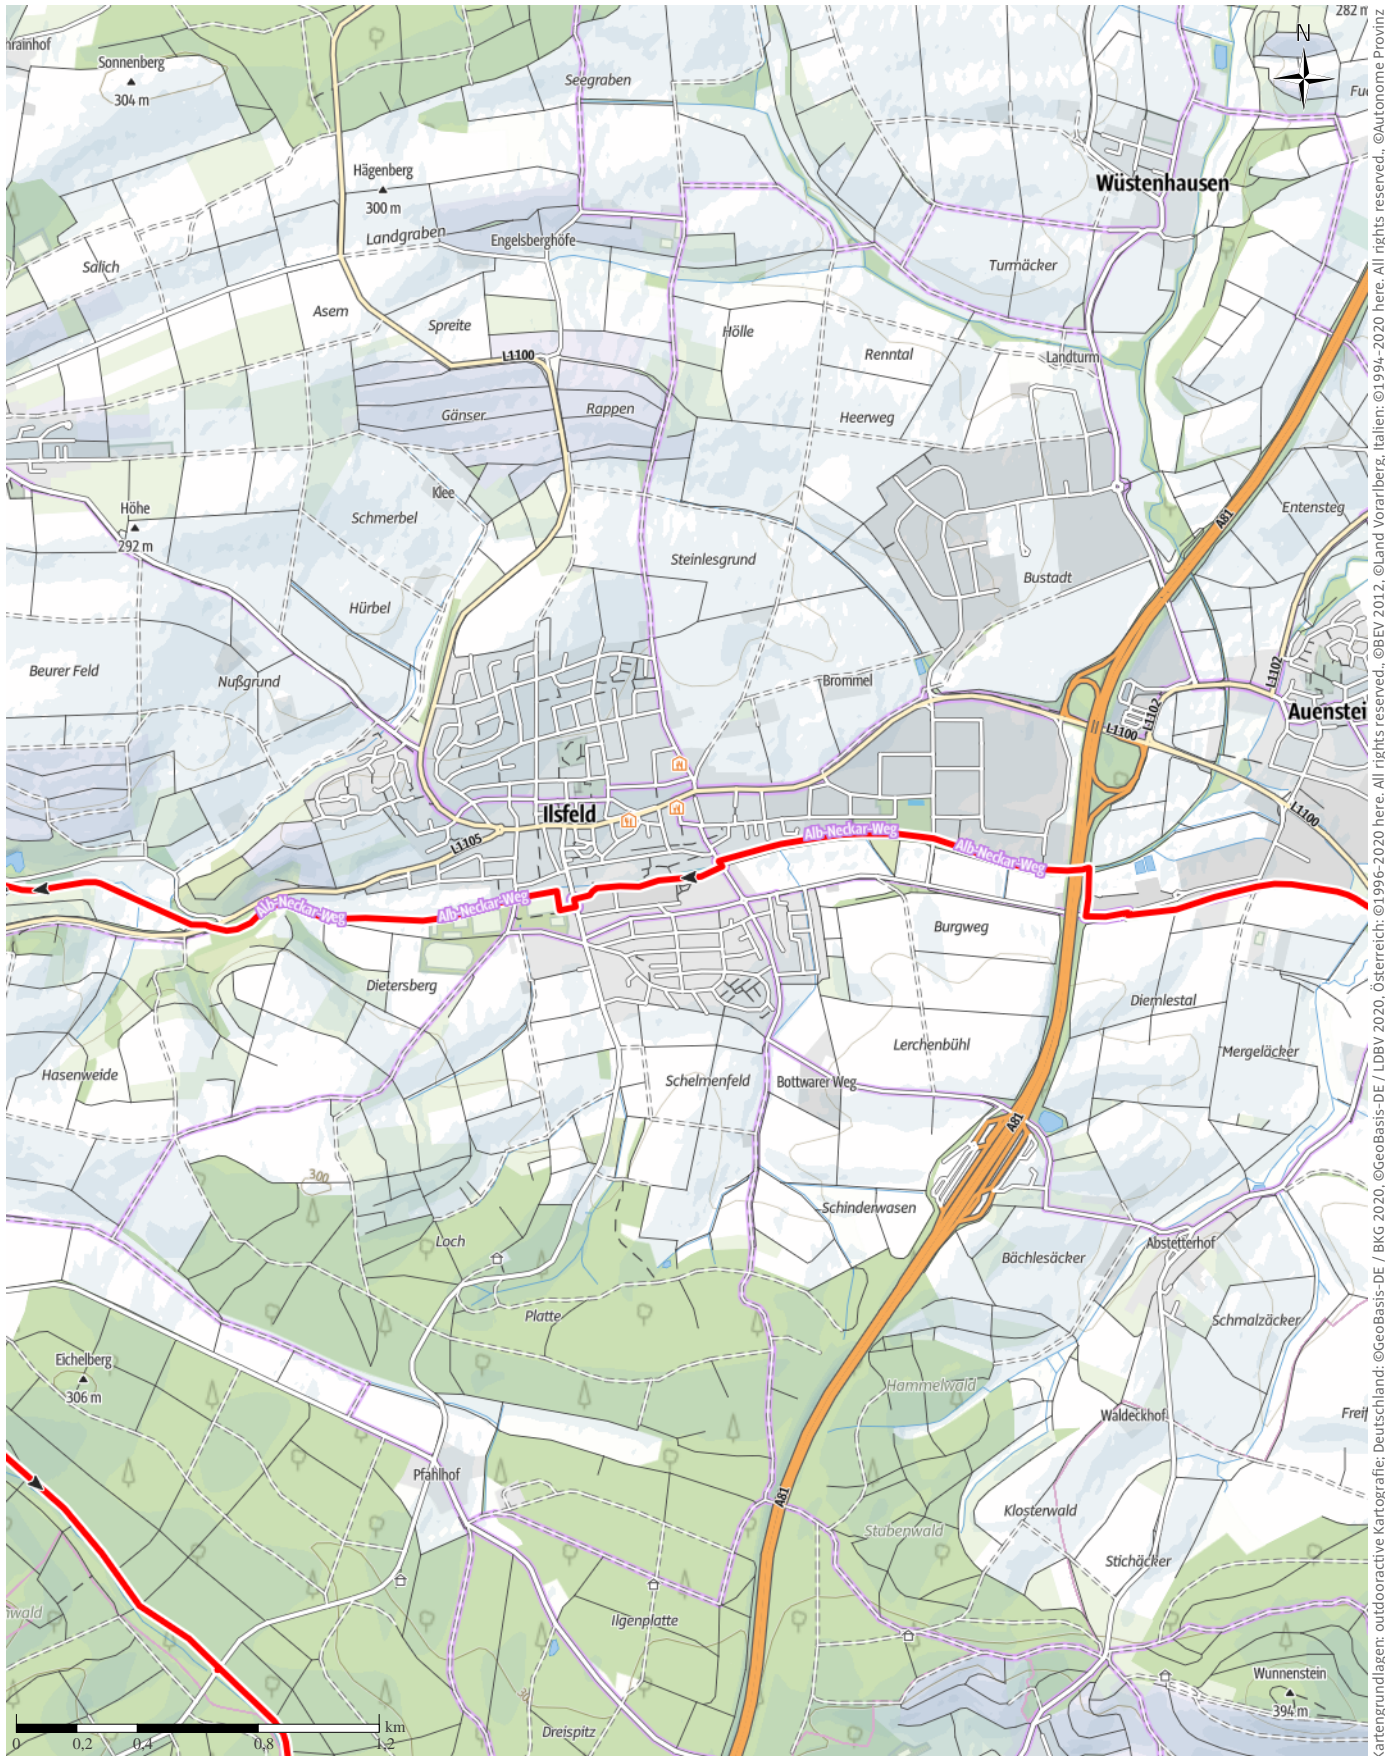 282 m
N
Sonnenberg
304 m
Seegraben
Hägenberg
300 m
Wüstenhausen
Landgraben
Engelsberghöfe
Salich
Turmäcker
Asem
Spreite
Hölle
Renntal
L1100
Landturm
Gänser
Rappen
Heerweg
Klee
Höhe
292 m
Schmerbel
A81
Entensteg
Steinlesgrund
Bustadt
Hürbel
Beurer Feld
Nußgrund
Brömmel
L1102
L1102
Auenstei
L1100
L1100
Ilsfeld
L1105
Alb-Neckar-Weg
Alb-Neckar-Weg
Alb-Neckar-Weg
Alb-Neckar-Weg
Burgweg
Dietersberg
Diemlestal
Lerchenbühl
Mergeläcker
Hasenweide
Schelmenfeld
Bottwarer Weg
A81
300
Schinderwasen
Loch
Abstetterhof
Bächlesäcker
Platte
Schmalzäcker
Eichelberg
306 m
Hammelwald
Waldeckhof
Freif
Pfahlhof
A81
Klosterwald
Stubenwald
Stichäcker
nwald
Ilgenplatte
Wunnenstein
394 m
Dreispitz
km
0 0,2 0,4 0,8 1,2
artengrundlagen: outdooractive Kartografie; Deutschland: ©GeoBasis-DE / BKG 2020, ©GeoBasis-DE / LDBV 2020, Österreich: ©1996-2020 here. All rights reserved., ©BEV 2012, ©Land Vorarlberg, Italien: ©1994-2020 here. All rights reserved., ©Autonome Provinz